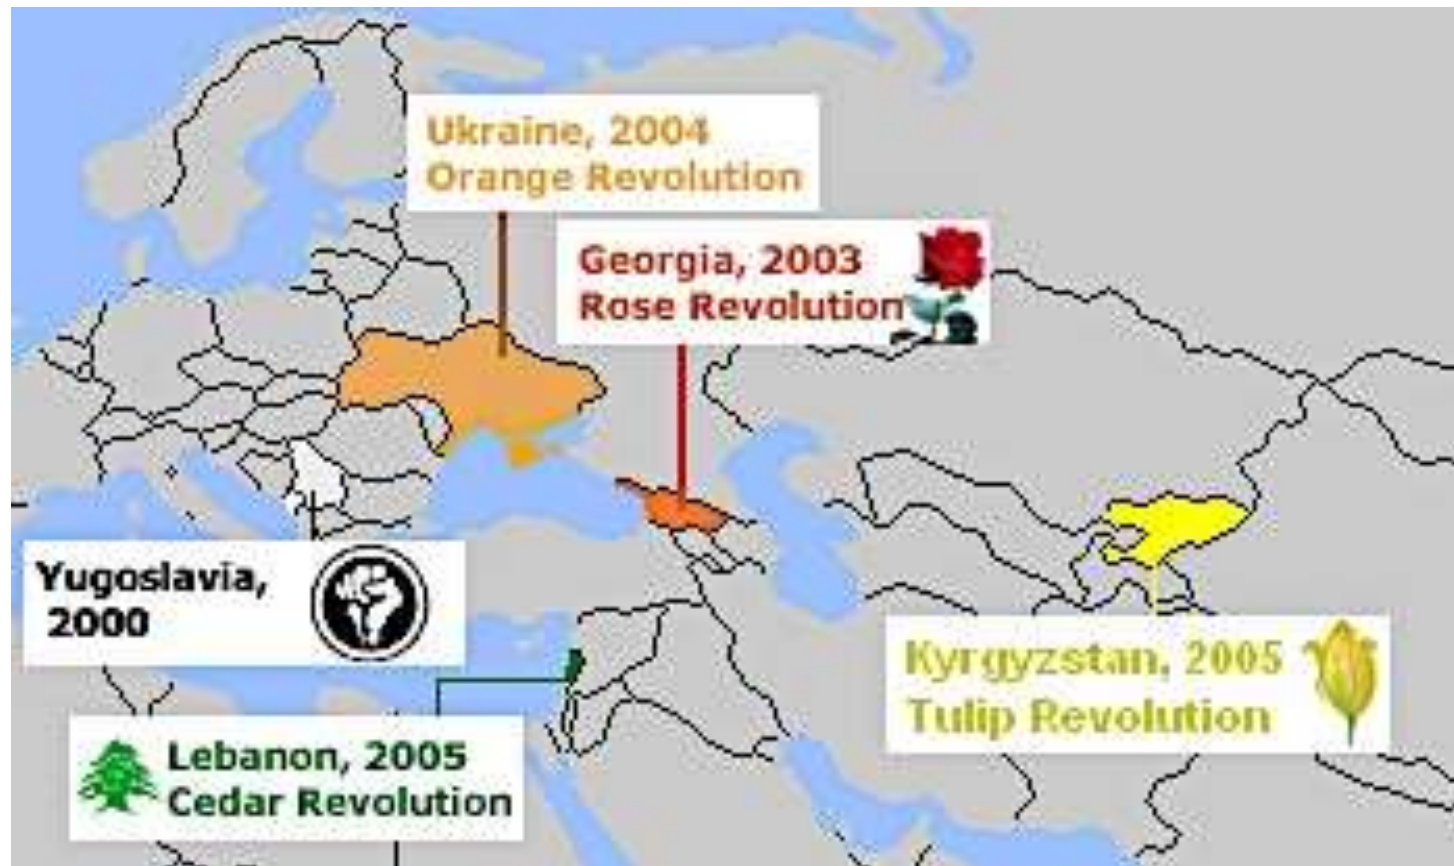 Ukraine, 2004
Orange Revolution
Georgia, 2003
Rose Revolution
Yugoslavia,
2000
Kyrgyzstan, 2005
Tulip Revolution
Lebanon, 2005
Cedar Revolution